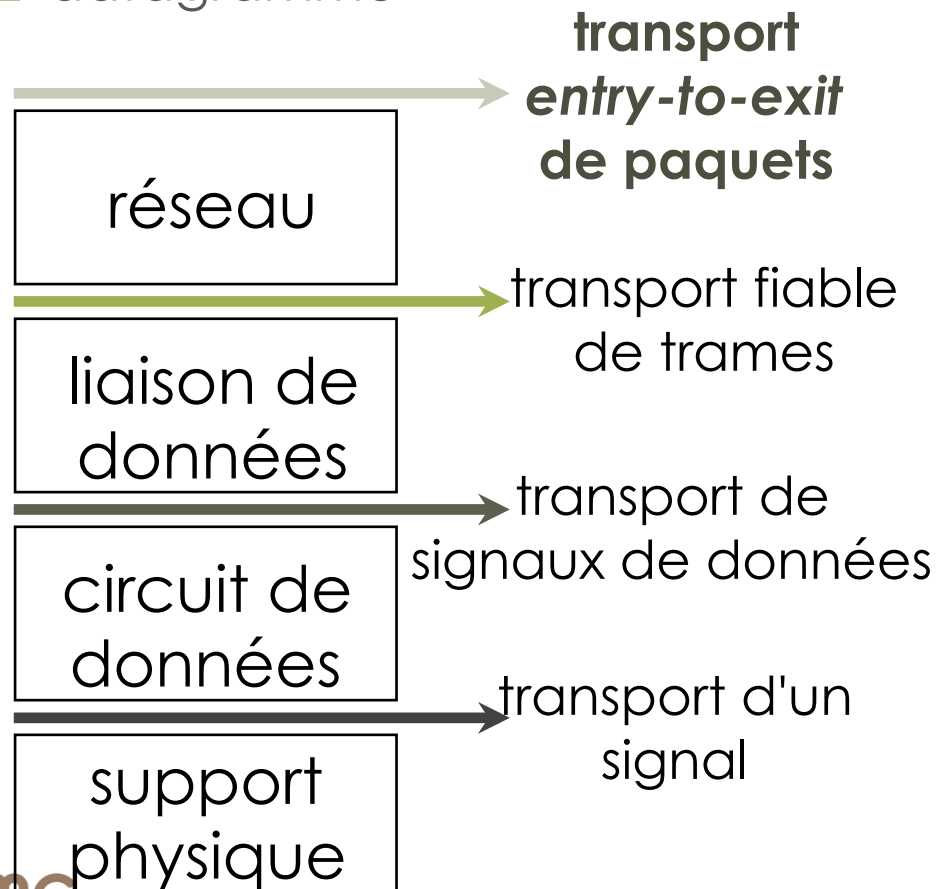 datagramme
transport
entry-to-exit
de paquets
réseau
transport fiable
de trames
liaison de
données
transport de
signaux de données
circuit de
données
transport d'un
signal
support
physique